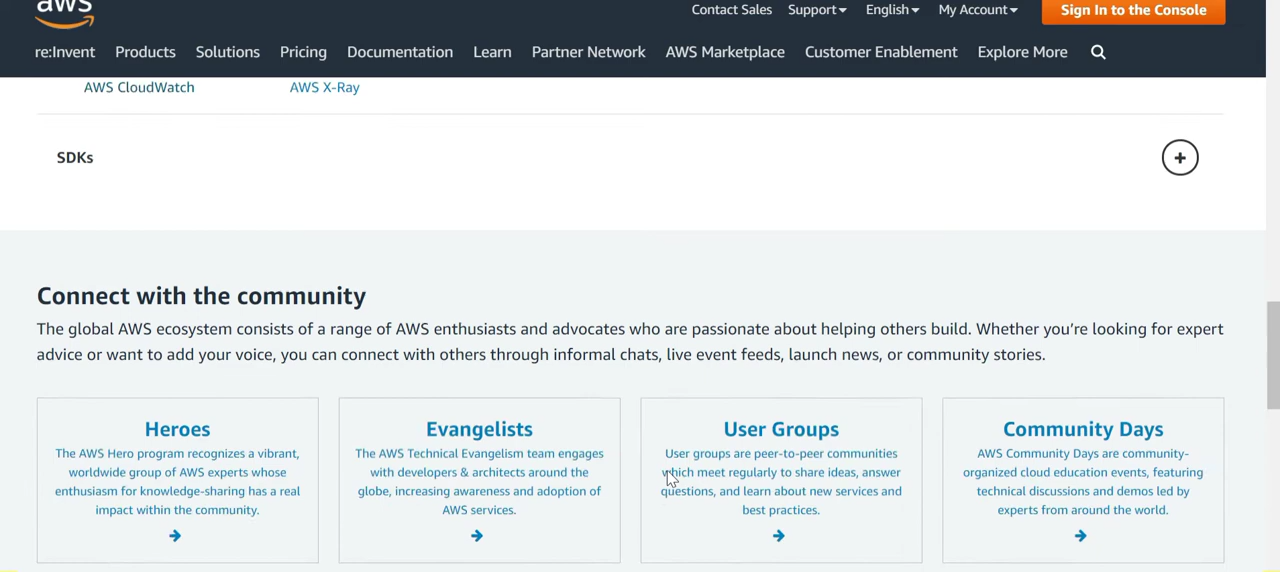 aws
Contact Sales Support English My Account Sign In to the Console
re:Invent Products Solutions Pricing Documentation Learn Partner Network AWS Marketplace Customer Enablement Explore More
AWS CloudWatch AWS X-Ray
SDKs
Connect with the community
The global AWS ecosystem consists of a range of AWS enthusiasts and advocates who are passionate about helping others build. Whether you’re looking for expert
advice or want to add your voice, you can connect with others through informal chats, live event feeds, launch news, or community stories.
Heroes
The AWS Hero program recognizes a vibrant,
worldwide group of AWS experts whose
enthusiasm for knowledge-sharing has a real
impact within the community.
Evangelists
The AWS Technical Evangelism team engages
with developers & architects around the
globe, increasing awareness and adoption of
AWS services.
User Groups
User groups are peer-to-peer communities
which meet regularly to share ideas, answer
questions, and learn about new services and
best practices.
Community Days
AWS Community Days are community-
organized cloud education events, featuring
technical discussions and demos led by
experts from around the world.